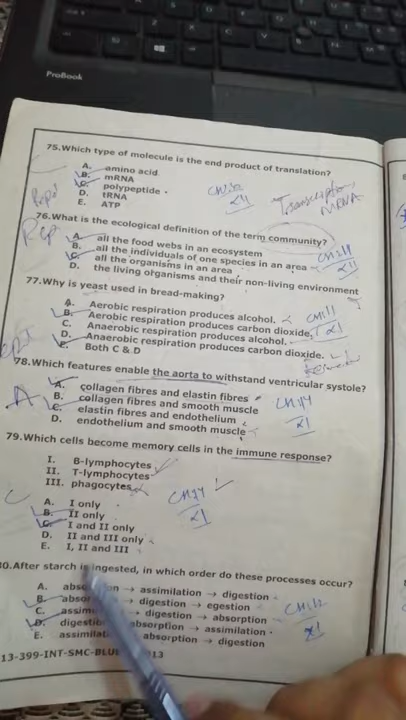 ProBook
75.Which type of molecule is the end product of translation?
A. amino acid
B. mRNA
C. polypeptide
D. tRNA
E. ATP
Transcription
MRNA
76.What is the ecological definition of the term community?
A. all the food webs in an ecosystem
B. all the individuals of one species in an area
C. all the organisms in an area
D. the living organisms and their non-living environment
77.Why is yeast used in bread-making?
A. Aerobic respiration produces alcohol.
B. Aerobic respiration produces carbon dioxide.
C. Anaerobic respiration produces alcohol.
D. Anaerobic respiration produces carbon dioxide.
E. Both C & D
78.Which features enable the aorta to withstand ventricular systole?
A. collagen fibres and elastin fibres
B. collagen fibres and smooth muscle
C. elastin fibres and endothelium
D. endothelium and smooth muscle
79.Which cells become memory cells in the immune response?
I. B-lymphocytes
II. T-lymphocytes
III. phagocytes
A. I only
B. II only
C. I and II only
D. II and III only
E. I, II and III
80.After starch is ingested, in which order do these processes occur?
A. → assimilation → digestion
B. → digestion → egestion
C. → digestion → absorption
D. absorption → assimilation
E. absorption → digestion
13-399-INT-SMC-